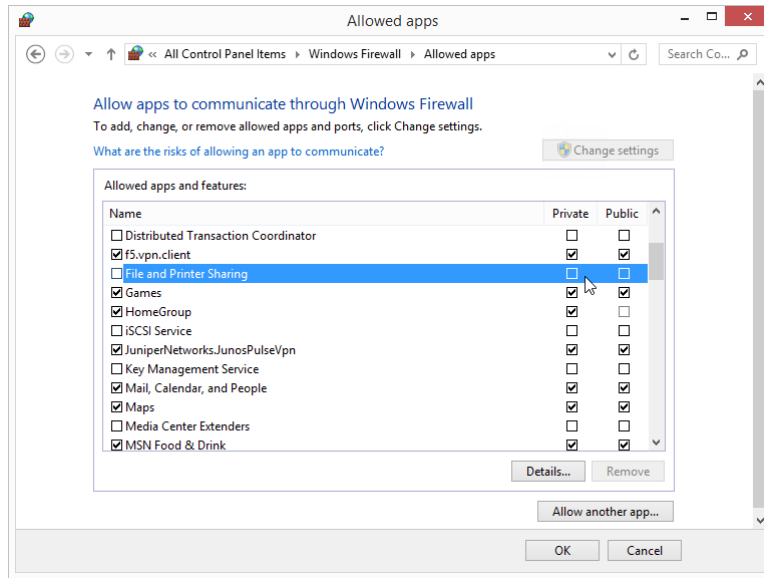 Allowed apps
« All Control Panel Items ▸ Windows Firewall ▸ Allowed apps Search Co...
Allow apps to communicate through Windows Firewall
To add, change, or remove allowed apps and ports, click Change settings.
What are the risks of allowing an app to communicate? Change settings
Allowed apps and features:
Name Private Public
Distributed Transaction Coordinator
f5.vpn.client
File and Printer Sharing
Games
HomeGroup
iSCSI Service
JuniperNetworks.JunosPulseVpn
Key Management Service
Mail, Calendar, and People
Maps
Media Center Extenders
MSN Food & Drink
Details... Remove
Allow another app...
OK Cancel